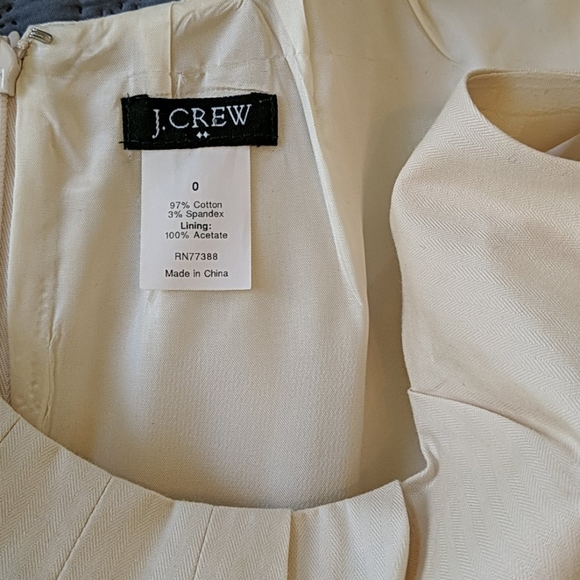 J.CREW
0
97% Cotton
3% Spandex
Lining:
100% Acetate
RN77388
Made in China